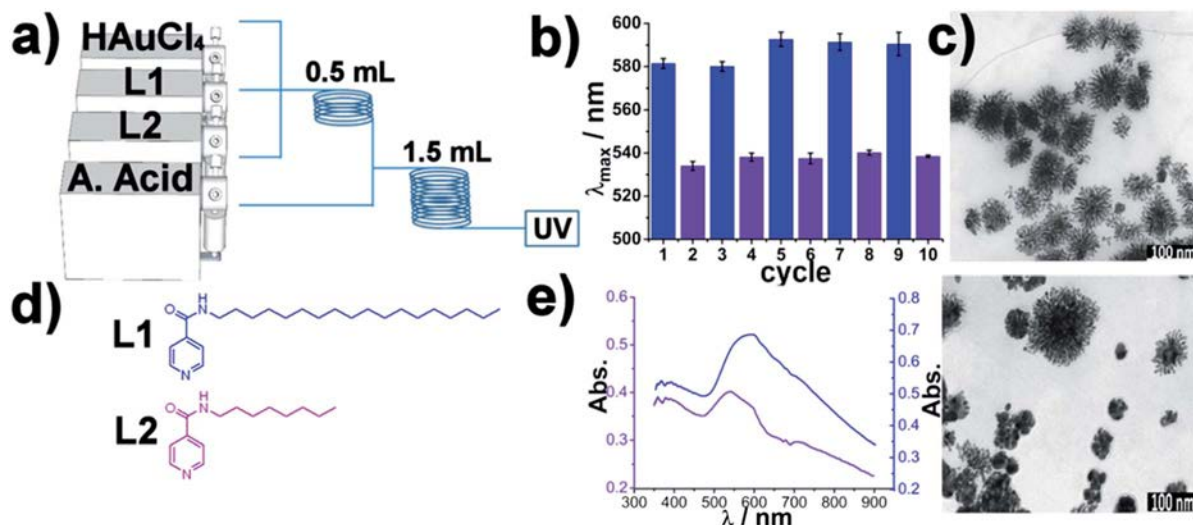 a)
HAuCl₄
L1
L2
A. Acid
0.5 mL
1.5 mL
UV
b)
λmax / nm
600
580
560
540
520
500
1 2 3 4 5 6 7 8 9 10
cycle
c)
100 nm
d)
L1
O
H
N
N
L2
O
H
N
N
e)
Abs.
0.6
0.5
0.4
0.3
0.2
300 400 500 600 700 800 900
λ / nm
0.8
0.7
0.6
0.5
0.4
0.3
0.2
Abs.
100 nm